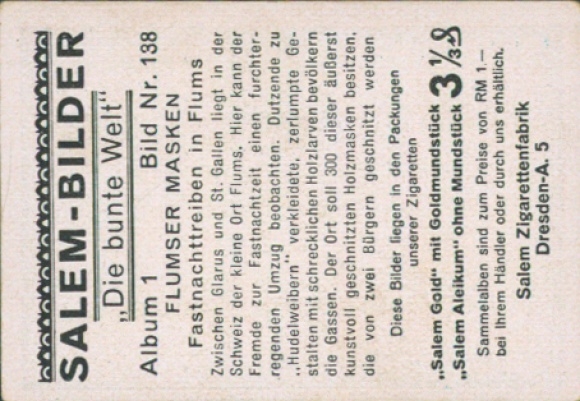 SALEM-BILDER
„Die bunte Welt“
Album 1 Bild Nr. 138
FLUMSER MASKEN
Fastnachttreiben in Flums
Zwischen Glarus und St. Gallen liegt in der
Schweiz der kleine Ort Flums. Hier kann der
Fremde zur Fastnachtzeit einen furchter-
regenden Umzug beobachten. Dutzende zu
„Hudelweibern“ verkleidete, zerlumpte Ge-
stalten mit schrecklichen Holzlarven bevölkern
die Gassen. Der Ort soll 300 dieser äußerst
kunstvoll geschnitzten Holzmasken besitzen,
die von zwei Bürgern geschnitzt werden
Diese Bilder liegen in den Packungen
unserer Zigaretten
„Salem Gold“ mit Goldmundstück
„Salem Aleikum“ ohne Mundstück 3 1/3 ₰
Sammelalben sind zum Preise von RM 1.—
bei Ihrem Händler oder durch uns erhältlich.
Salem Zigarettenfabrik
Dresden-A. 5